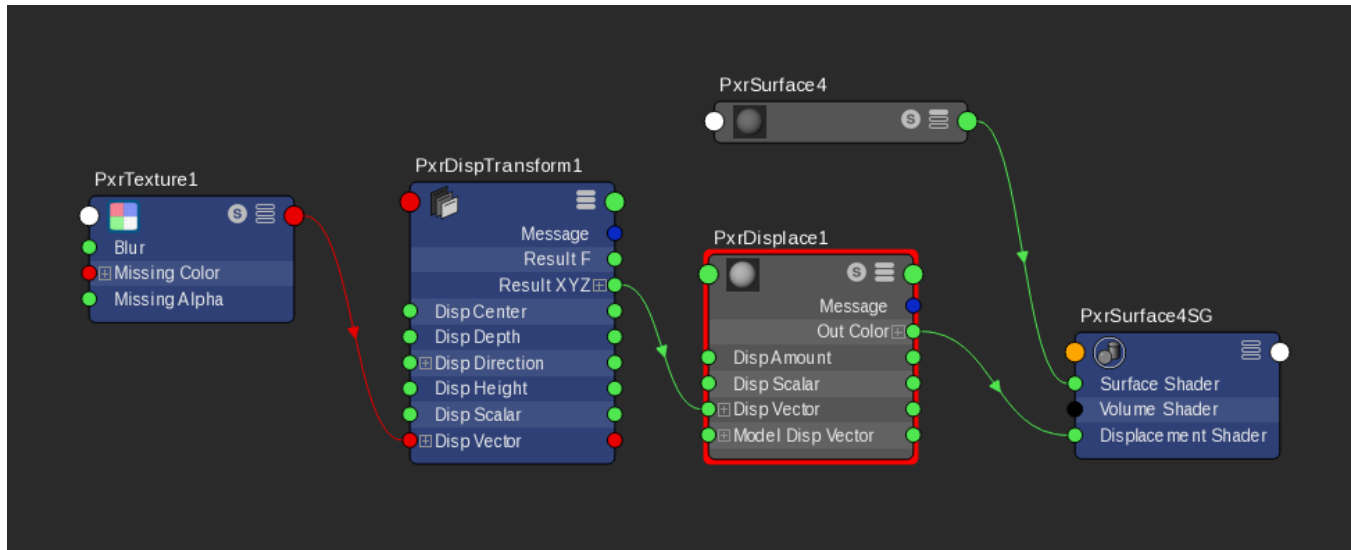 PxrTexture1
S
Blur
Missing Color
Missing Alpha
PxrDispTransform1
Message
Result F
Result XYZ
Disp Center
Disp Depth
Disp Direction
Disp Height
Disp Scalar
Disp Vector
PxrSurface4
S
PxrDisplace1
S
Message
Out Color
Disp Amount
Disp Scalar
Disp Vector
Model Disp Vector
PxrSurface4SG
Surface Shader
Volume Shader
Displacement Shader